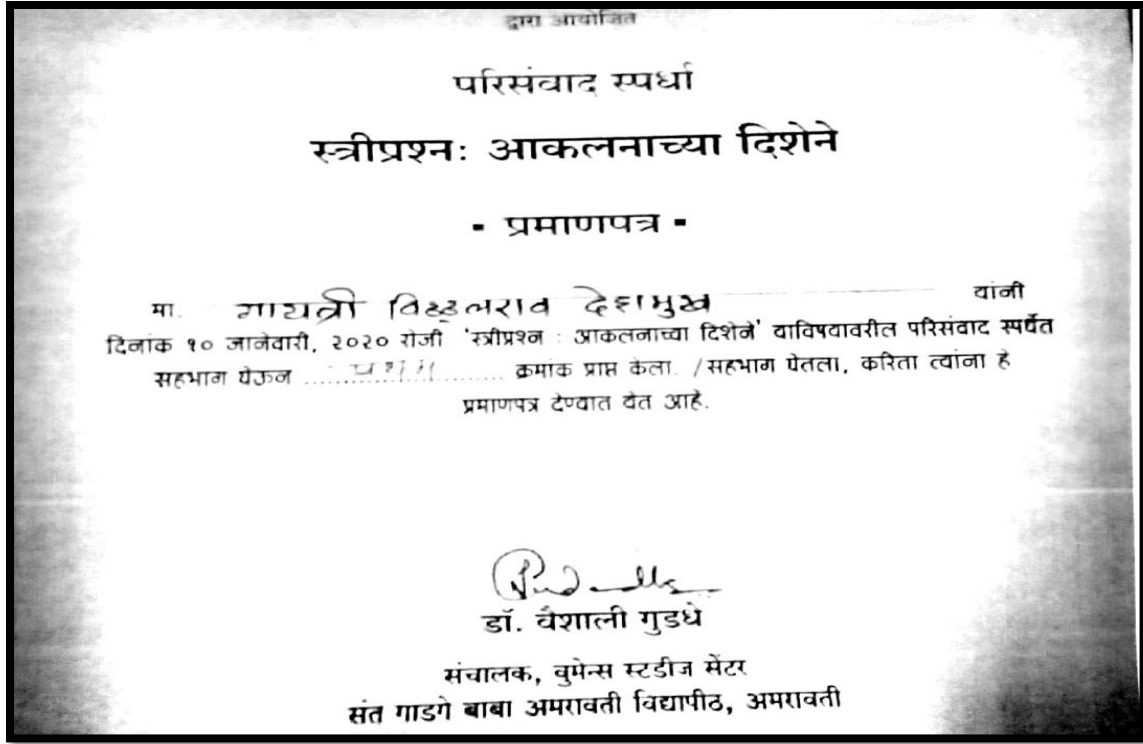 द्वारा आयोजित
परिसंवाद स्पर्धा
स्त्रीप्रश्न: आकलनाच्या दिशेने
- प्रमाणपत्र -
मा. गायत्री विठ्ठलराव देशमुख यांनी
दिनांक १० जानेवारी, २०२० रोजी 'स्त्रीप्रश्न : आकलनाच्या दिशेने' याविषयावरील परिसंवाद स्पर्धेत
सहभाग घेऊन ........ प्रथम ........ क्रमांक प्राप्त केला. /सहभाग घेतला, करिता त्यांना हे
प्रमाणपत्र देण्यात येत आहे.
डॉ. वैशाली गुडधे
संचालक, वुमेन्स स्टडीज सेंटर
संत गाडगे बाबा अमरावती विद्यापीठ, अमरावती